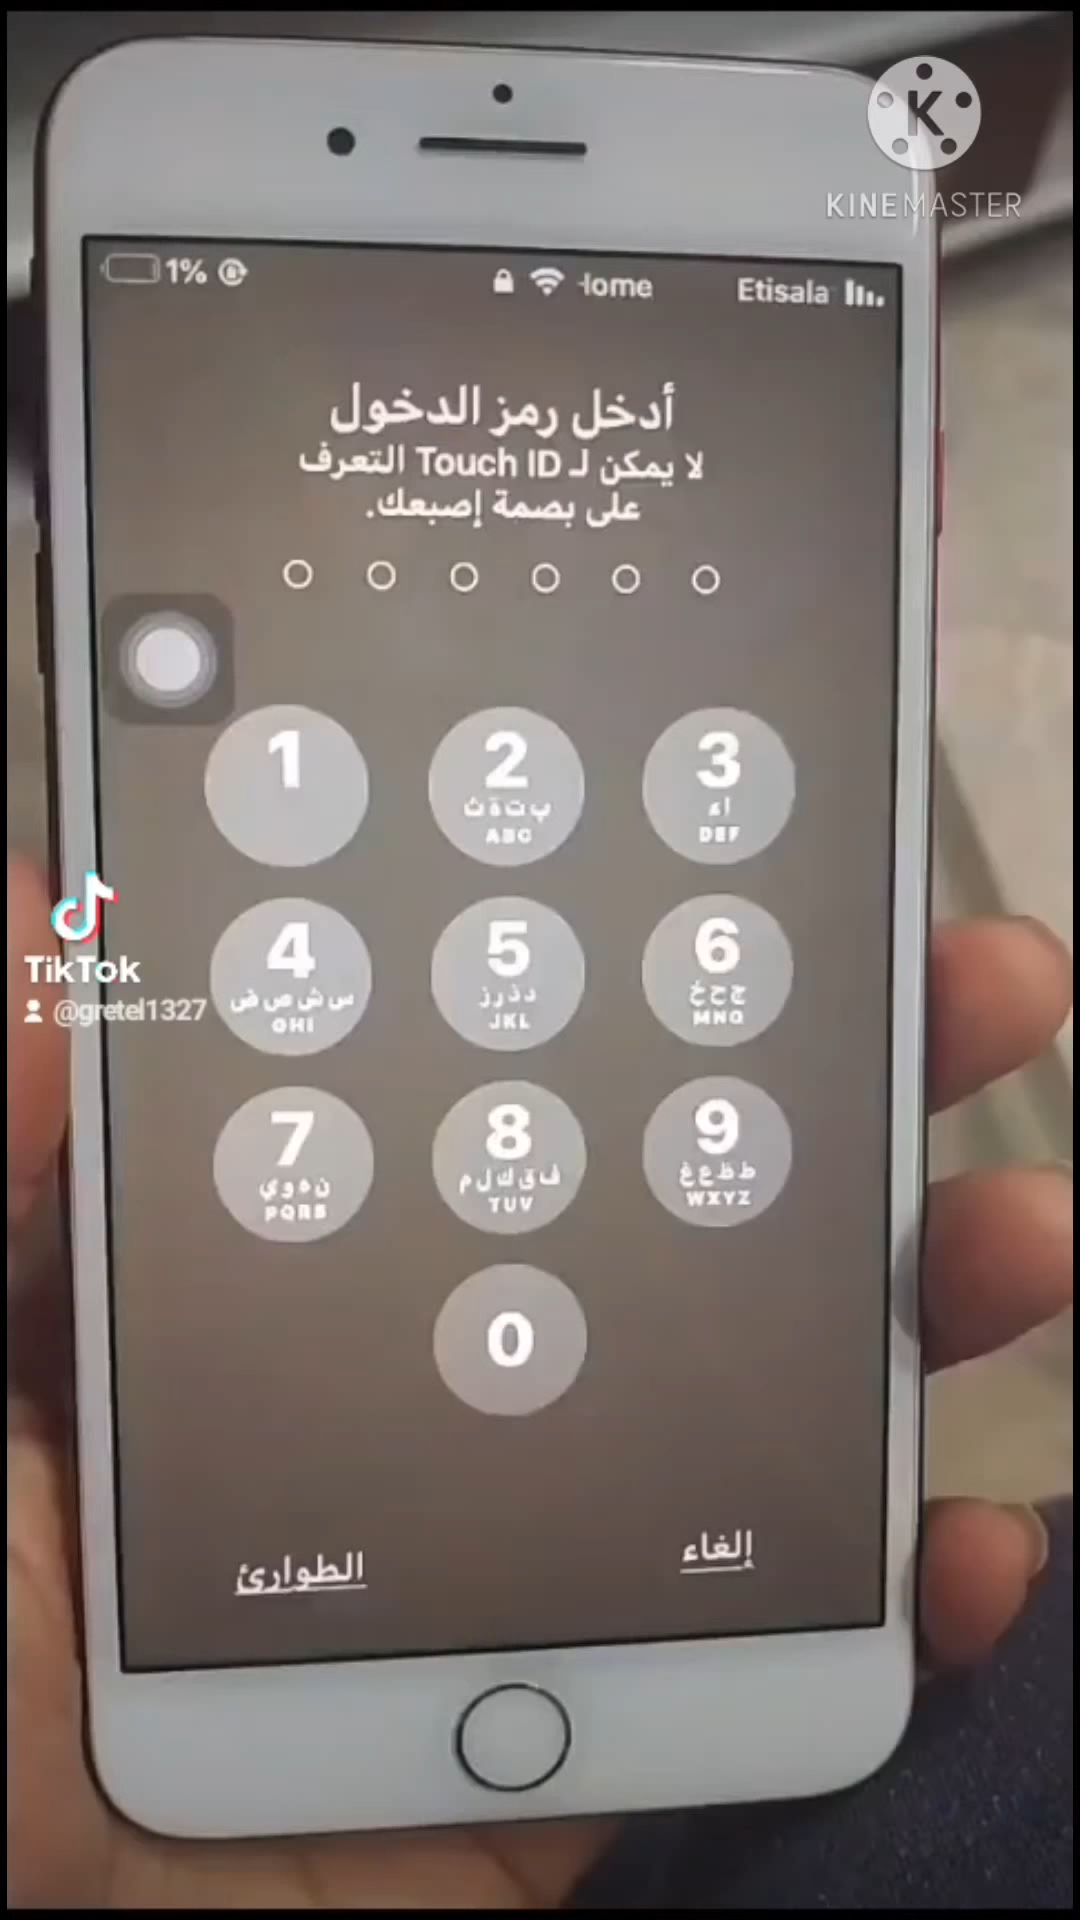 K
KINEMASTER
1% Home Etisala
أدخل رمز الدخول
لا يمكن لـ Touch ID التعرف
على بصمة إصبعك.
1 2 3
ب ت ة ث ا ء
ABC DEF
TikTok
@gretel1327
4 5 6
س ش ص ض د ذ ر ز ج ح خ
GHI JKL MNO
7 8 9
ن ه و ي ف ق ك ل م ط ظ ع غ
PQRS TUV WXYZ
0
إلغاء
الطوارئ